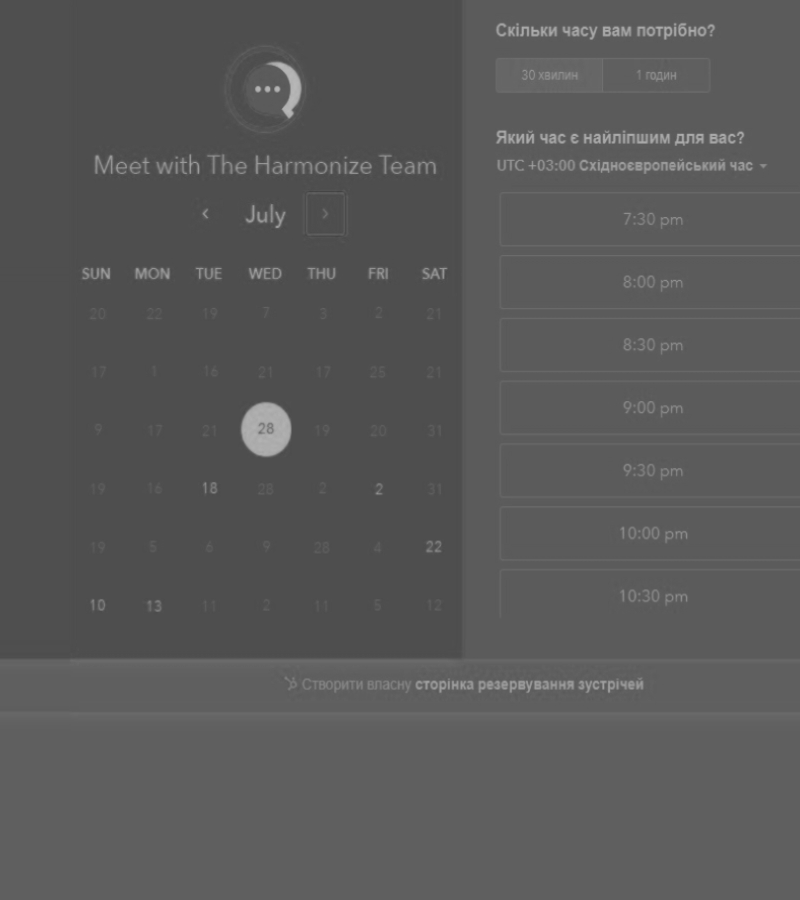 Meet with The Harmonize Team
July
SUN MON TUE WED THU FRI SAT
20 22 19 7 3 2 21
17 1 16 21 17 25 21
9 17 21 28 19 20 31
19 16 18 28 2 2 31
19 5 6 9 28 4 22
10 13 11 2 11 5 12
Скільки часу вам потрібно?
30 хвилин 1 годин
Який час є найліпшим для вас?
UTC +03:00 Східноєвропейський час
7:30 pm
8:00 pm
8:30 pm
9:00 pm
9:30 pm
10:00 pm
10:30 pm
Створити власну сторінка резервування зустрічей